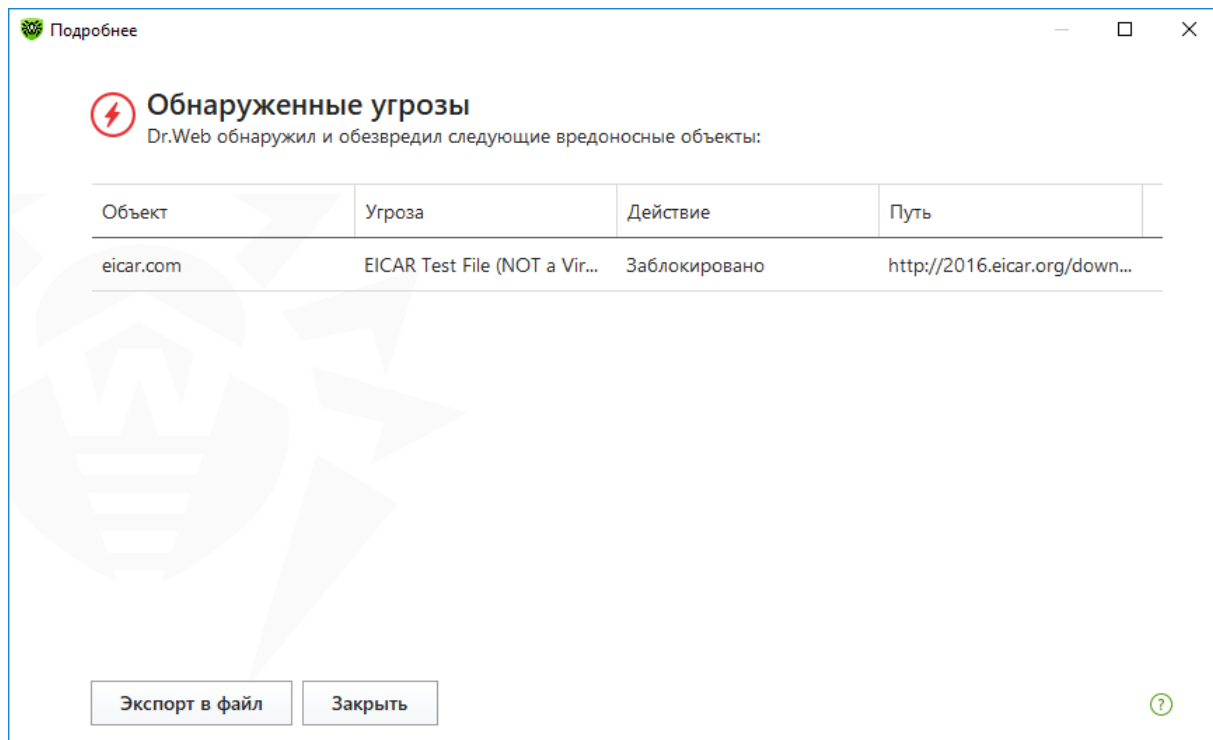 Подробнее
Обнаруженные угрозы
Dr.Web обнаружил и обезвредил следующие вредоносные объекты:
Объект Угроза Действие Путь
eicar.com EICAR Test File (NOT a Vir... Заблокировано http://2016.eicar.org/down...
Экспорт в файл Закрыть ?